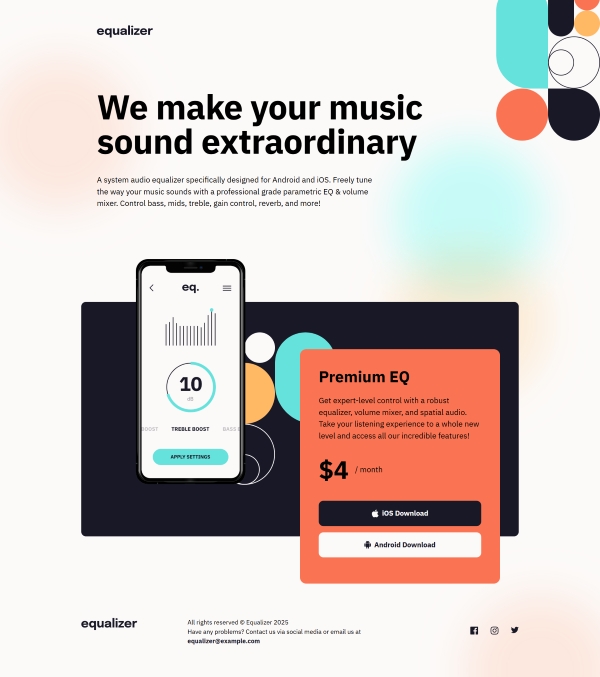 equalizer
We make your music
sound extraordinary
A system audio equalizer specifically designed for Android and iOS. Freely tune
the way your music sounds with a professional grade parametric EQ & volume
mixer. Control bass, mids, treble, gain control, reverb, and more!
eq.
10
dB
BOOST TREBLE BOOST BASS
APPLY SETTINGS
Premium EQ
Get expert-level control with a robust
equalizer, volume mixer, and spatial audio.
Take your listening experience to a whole new
level and access all our incredible features!
$4 / month
iOS Download
Android Download
equalizer
All rights reserved © Equalizer 2025
Have any problems? Contact us via social media or email us at
equalizer@example.com